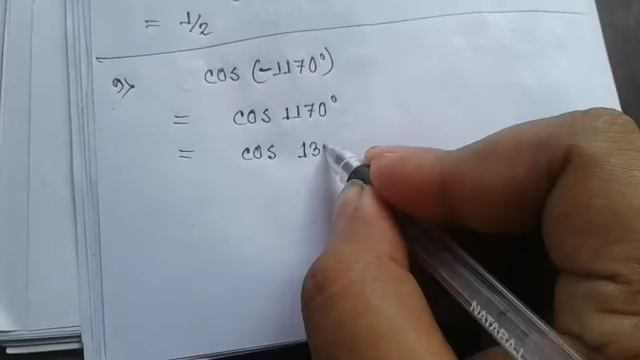 = 1/2
9) cos (-1170°)
= cos 1170°
= cos 13
NATARAJ